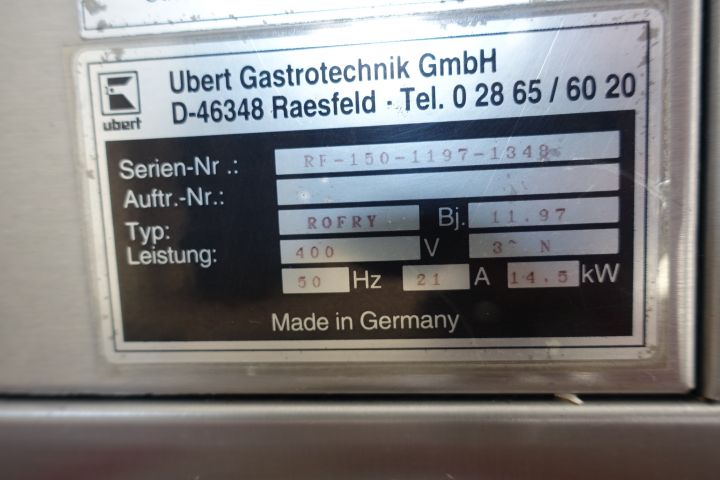 Ubert Gastrotechnik GmbH
D-46348 Raesfeld · Tel. 0 28 65 / 60 20
ubert
Serien-Nr .: RF-150-1197-1348
Auftr.-Nr.:
Typ: ROFRY Bj. 11.97
Leistung: 400 V 3~ N
50 Hz 21 A 14.5 kW
Made in Germany